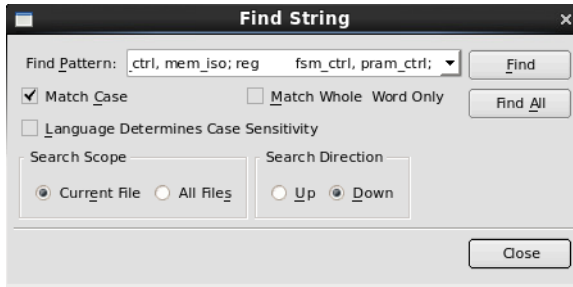 Find String
Find Pattern: _ctrl, mem_iso; reg fsm_ctrl, pram_ctrl; Find
Match Case Match Whole Word Only Find All
Language Determines Case Sensitivity
Search Scope Search Direction
Current File All Files Up Down
Close